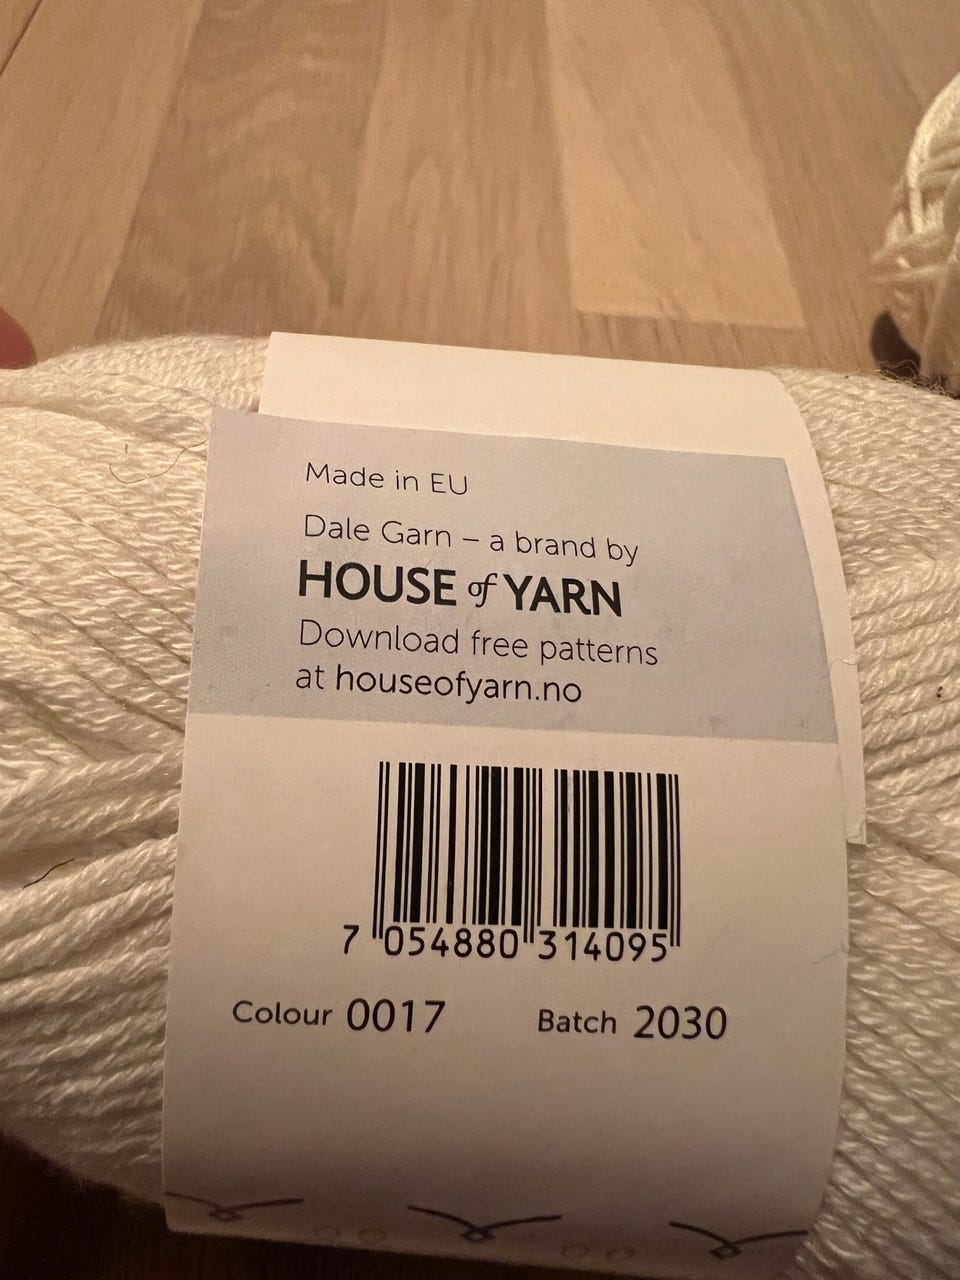 Made in EU
Dale Garn – a brand by
HOUSE of YARN
Download free patterns
at houseofyarn.no
7 054880 314095
Colour 0017 Batch 2030